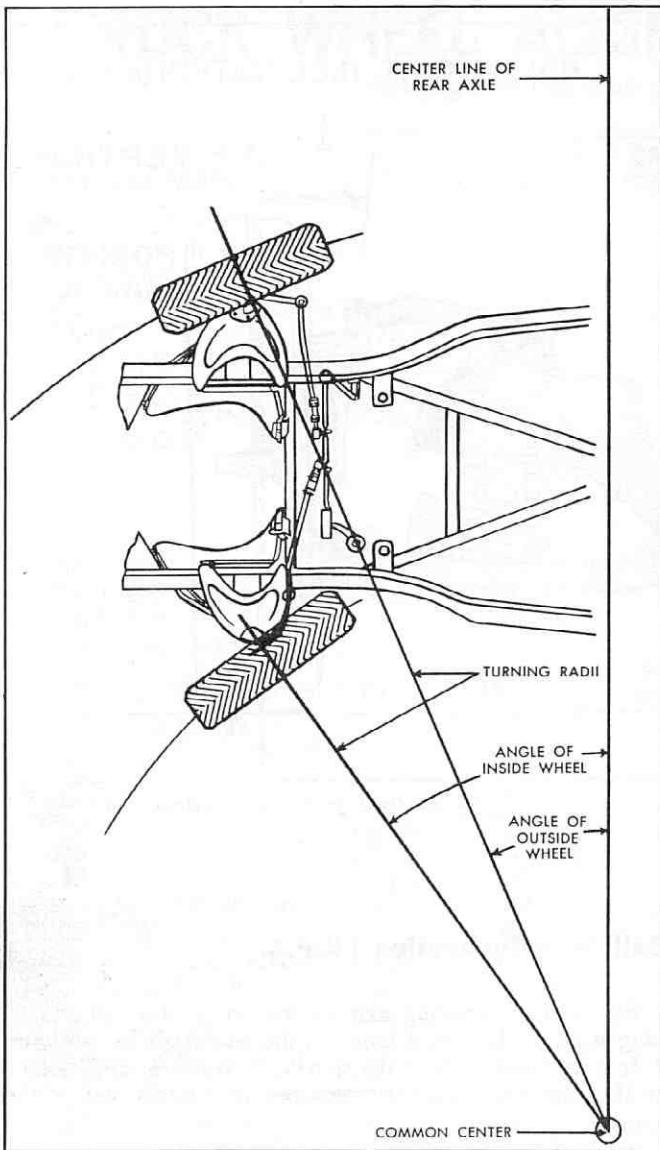 CENTER LINE OF
REAR AXLE
TURNING RADII
ANGLE OF
INSIDE WHEEL
ANGLE OF
OUTSIDE
WHEEL
COMMON CENTER